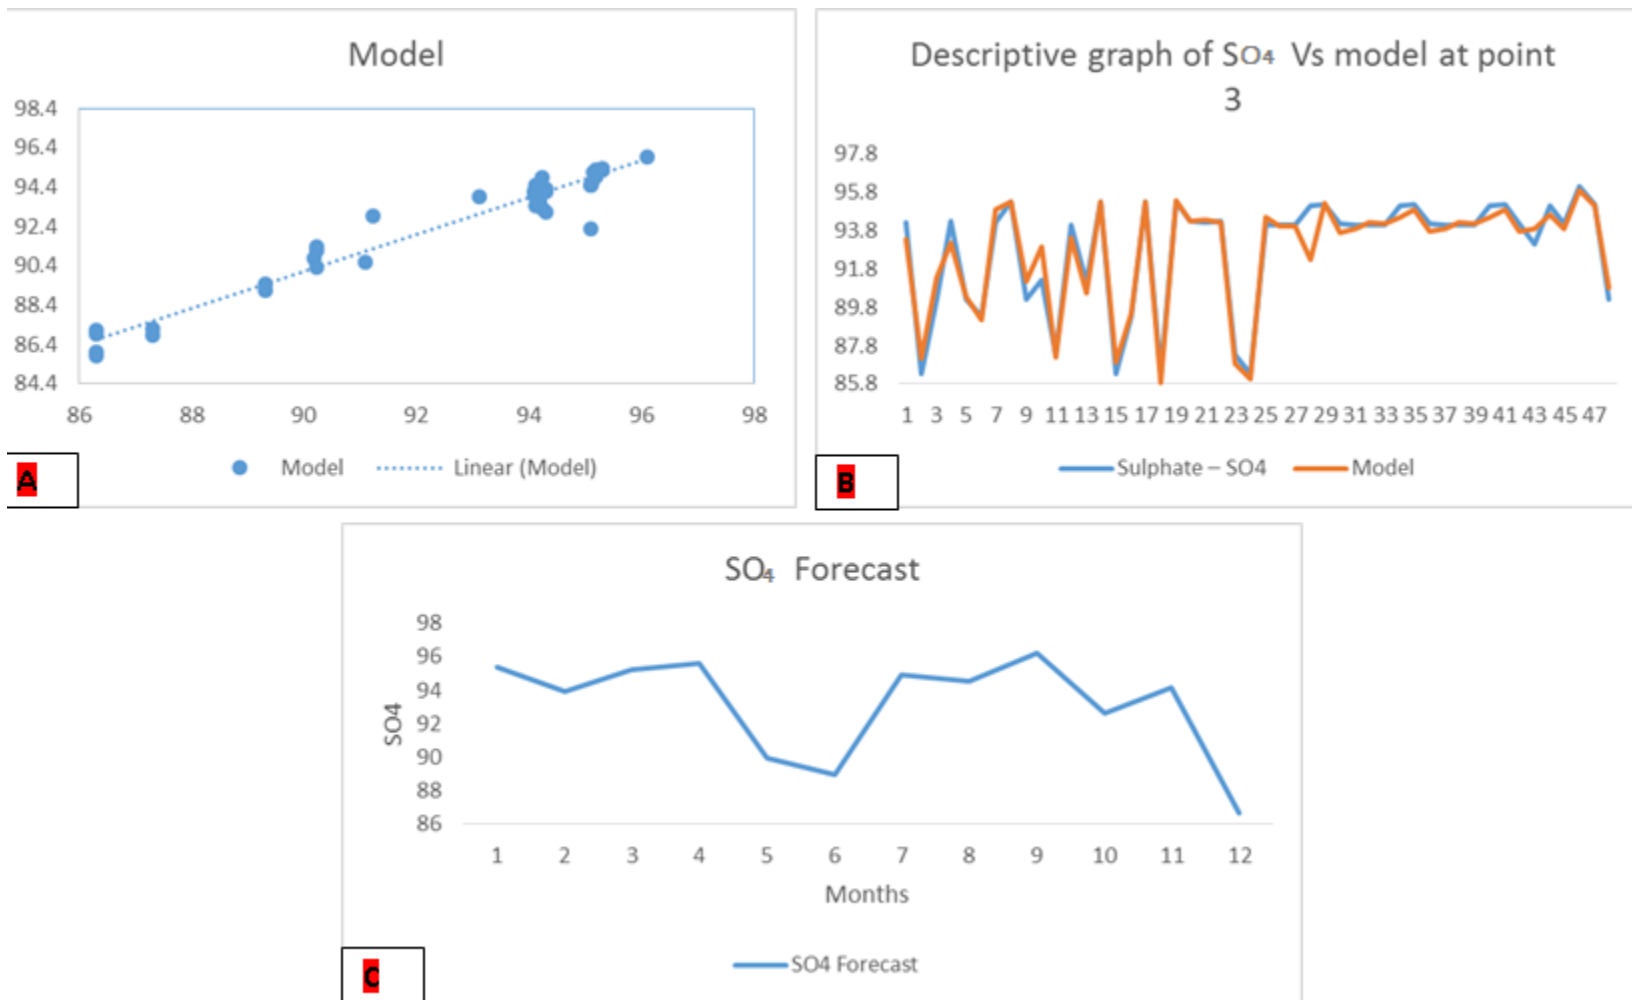 Model
98.4
96.4
94.4
92.4
90.4
88.4
86.4
84.4
86 88 90 92 94 96 98
Model Linear (Model)
A
Descriptive graph of SO4 Vs model at point
3
97.8
95.8
93.8
91.8
89.8
87.8
85.8
1 3 5 7 9 11 13 15 17 19 21 23 25 27 29 31 33 35 37 39 41 43 45 47
Sulphate – SO4 Model
B
SO4 Forecast
98
96
94
92
90
88
86
SO4
1 2 3 4 5 6 7 8 9 10 11 12
Months
SO4 Forecast
C